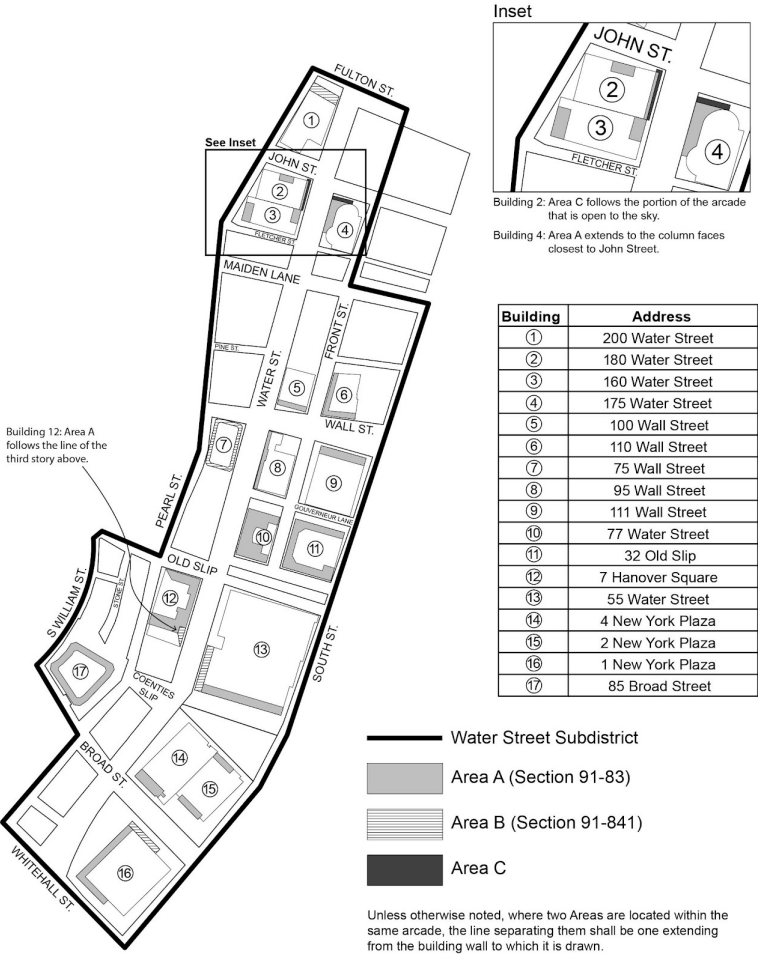 Inset
JOHN ST.
2
3
4
FLETCHER ST.
Building 2: Area C follows the portion of the arcade
that is open to the sky.
Building 4: Area A extends to the column faces
closest to John Street.
FULTON ST.
1
See Inset
JOHN ST.
2
3
4
FLETCHER ST.
MAIDEN LANE
PINE ST.
WATER ST.
FRONT ST.
5
6
WALL ST.
Building 12: Area A
follows the line of the
third story above.
7
8
9
PEARL ST.
GOUVERNEUR LANE
10
11
OLD SLIP
S WILLIAM ST.
STONE ST.
12
13
SOUTH ST.
17
COENTIES
SLIP
BROAD ST.
14
15
16
WHITEHALL ST.
Building Address
1 200 Water Street
2 180 Water Street
3 160 Water Street
4 175 Water Street
5 100 Wall Street
6 110 Wall Street
7 75 Wall Street
8 95 Wall Street
9 111 Wall Street
10 77 Water Street
11 32 Old Slip
12 7 Hanover Square
13 55 Water Street
14 4 New York Plaza
15 2 New York Plaza
16 1 New York Plaza
17 85 Broad Street
Water Street Subdistrict
Area A (Section 91-83)
Area B (Section 91-841)
Area C
Unless otherwise noted, where two Areas are located within the
same arcade, the line separating them shall be one extending
from the building wall to which it is drawn.